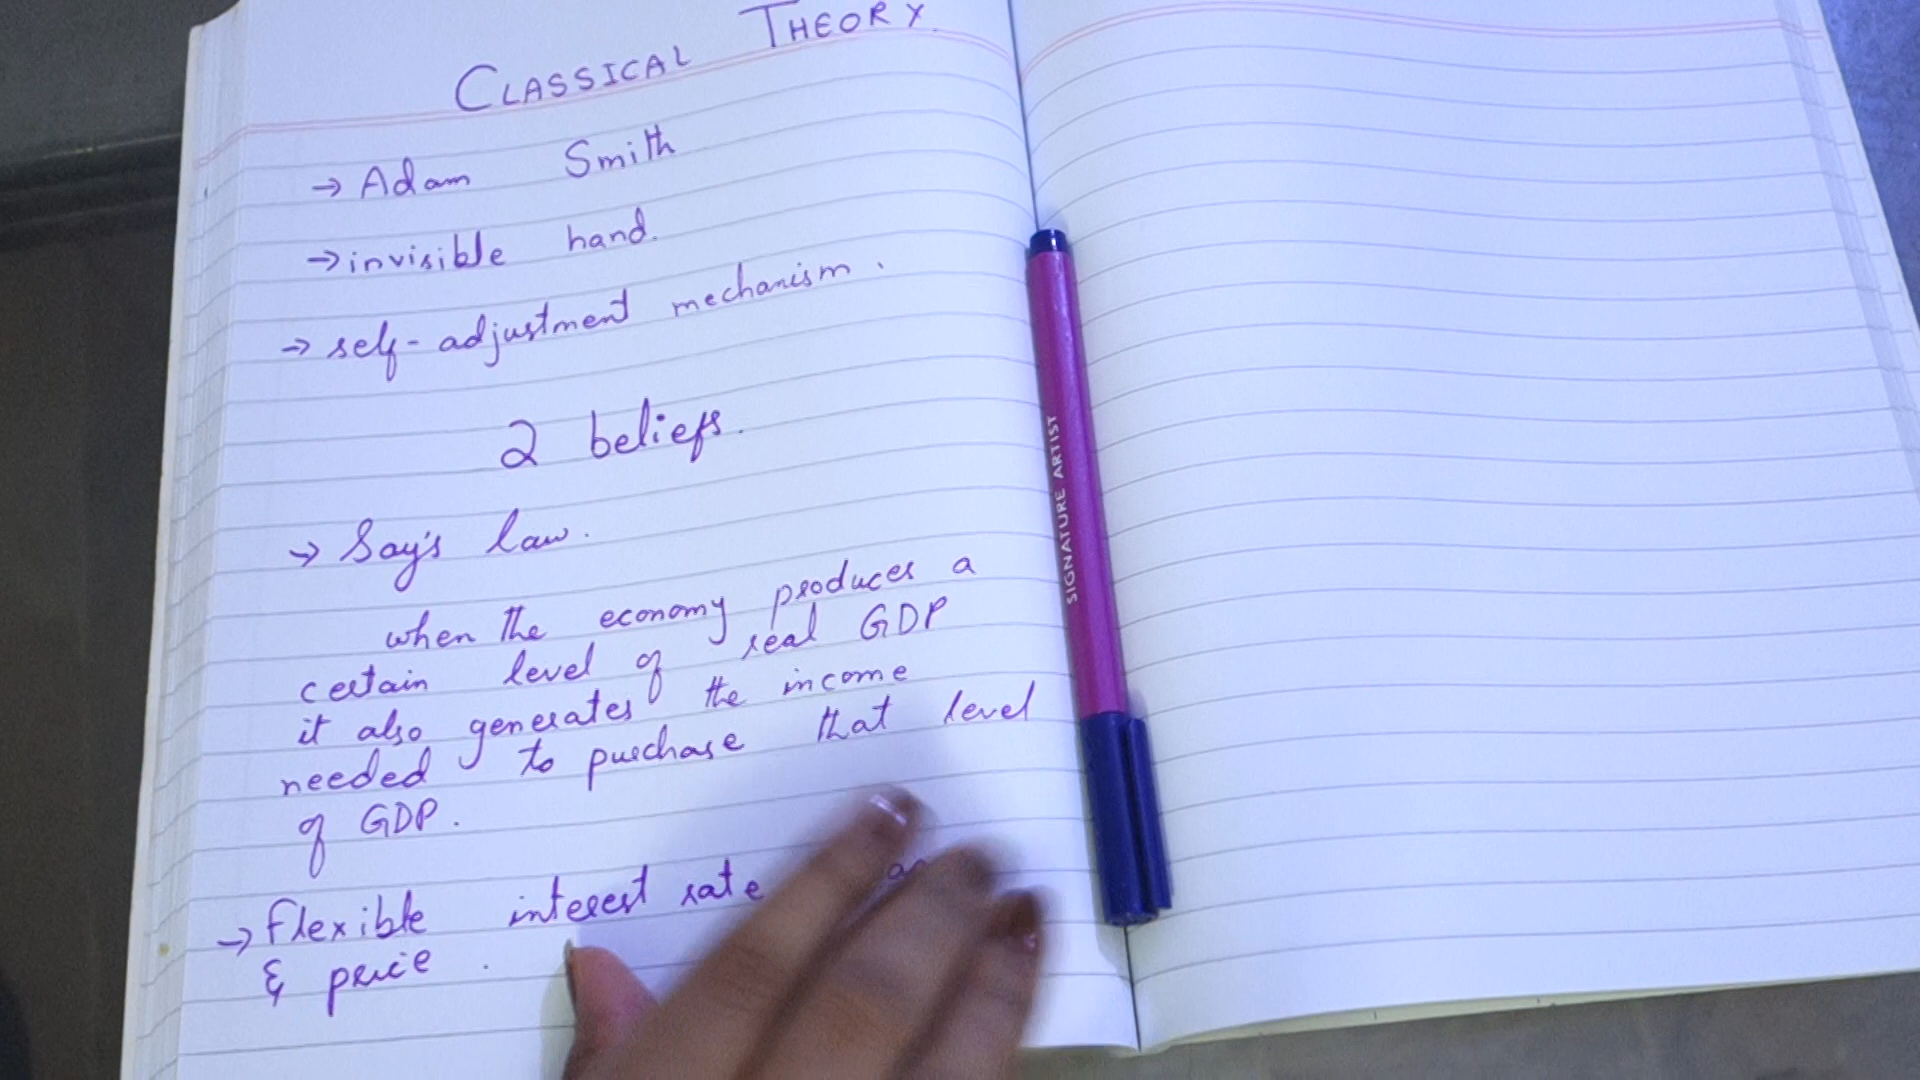 CLASSICAL THEORY
→ Adam Smith
→ invisible hand.
→ self-adjustment mechanism.
2 beliefs.
→ Say's law.
when the economy produces a
certain level of real GDP
it also generates the income
needed to purchase that level
of GDP.
→ Flexible interest rate
& price.
SIGNATURE ARTIST